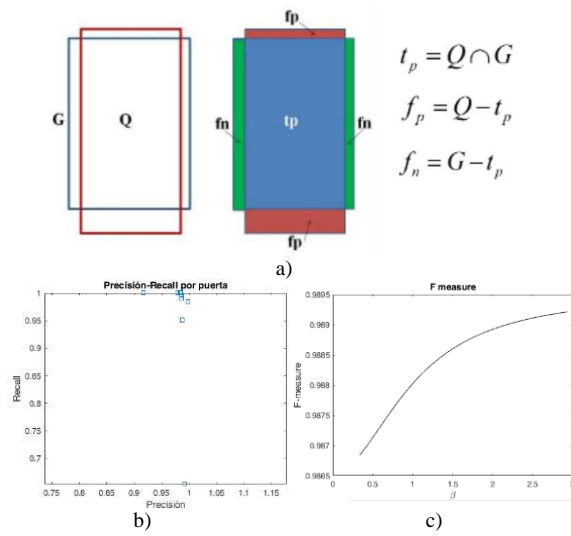 G
Q
fp
fn
tp
fn
fp
t_p = Q ∩ G
f_p = Q − t_p
f_n = G − t_p
a)
Precisión-Recall por puerta
1
0.95
0.9
0.85
0.8
0.75
0.7
Recall
0.75 0.8 0.85 0.9 0.95 1 1.05 1.1 1.15
Precisión
b)
F measure
0.9895
0.989
0.9885
0.988
0.9875
0.987
0.9865
F-measure
0 0.5 1 1.5 2 2.5 3
β
c)